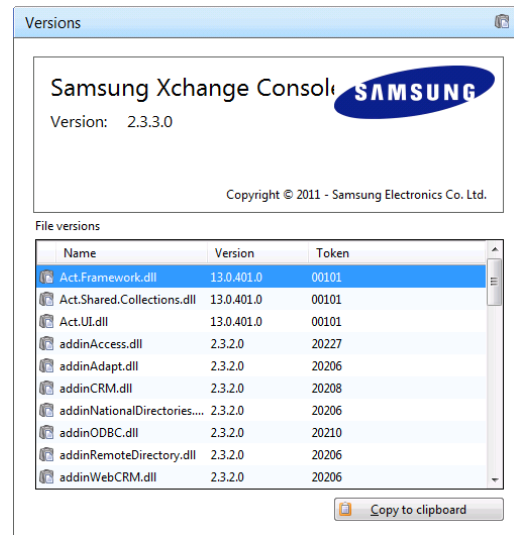 Versions
Samsung Xchange Console
SAMSUNG
Version: 2.3.3.0
Copyright © 2011 - Samsung Electronics Co. Ltd.
File versions
Name Version Token
Act.Framework.dll 13.0.401.0 00101
Act.Shared.Collections.dll 13.0.401.0 00101
Act.UI.dll 13.0.401.0 00101
addinAccess.dll 2.3.2.0 20227
addinAdapt.dll 2.3.2.0 20206
addinCRM.dll 2.3.2.0 20208
addinNationalDirectories.... 2.3.2.0 20206
addinODBC.dll 2.3.2.0 20210
addinRemoteDirectory.dll 2.3.2.0 20206
addinWebCRM.dll 2.3.2.0 20206
Copy to clipboard